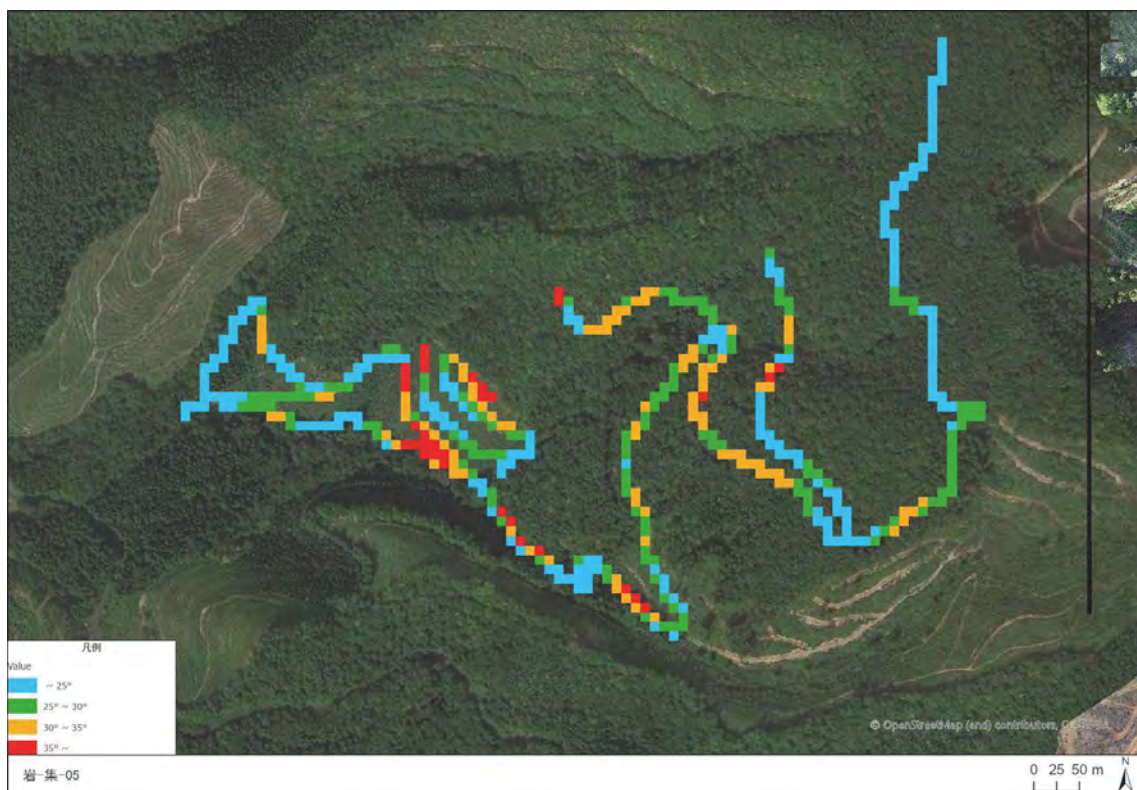 凡例
Value
～ 25°
25° ～ 30°
30° ～ 35°
35° ～
© OpenStreetMap (and) contributors,
岩-集-05
0 25 50 m
N